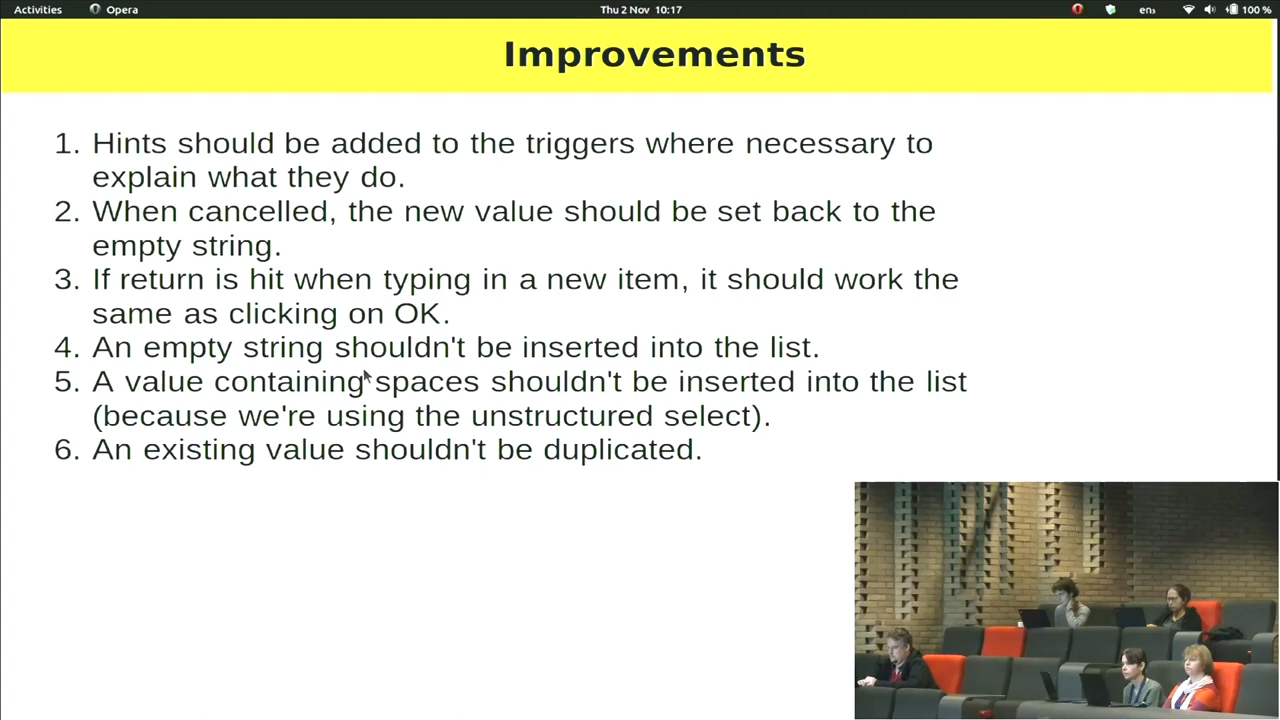 Activities Opera Thu 2 Nov 10:17 en₃ 100 %
Improvements
1. Hints should be added to the triggers where necessary to
explain what they do.
2. When cancelled, the new value should be set back to the
empty string.
3. If return is hit when typing in a new item, it should work the
same as clicking on OK.
4. An empty string shouldn't be inserted into the list.
5. A value containing spaces shouldn't be inserted into the list
(because we're using the unstructured select).
6. An existing value shouldn't be duplicated.